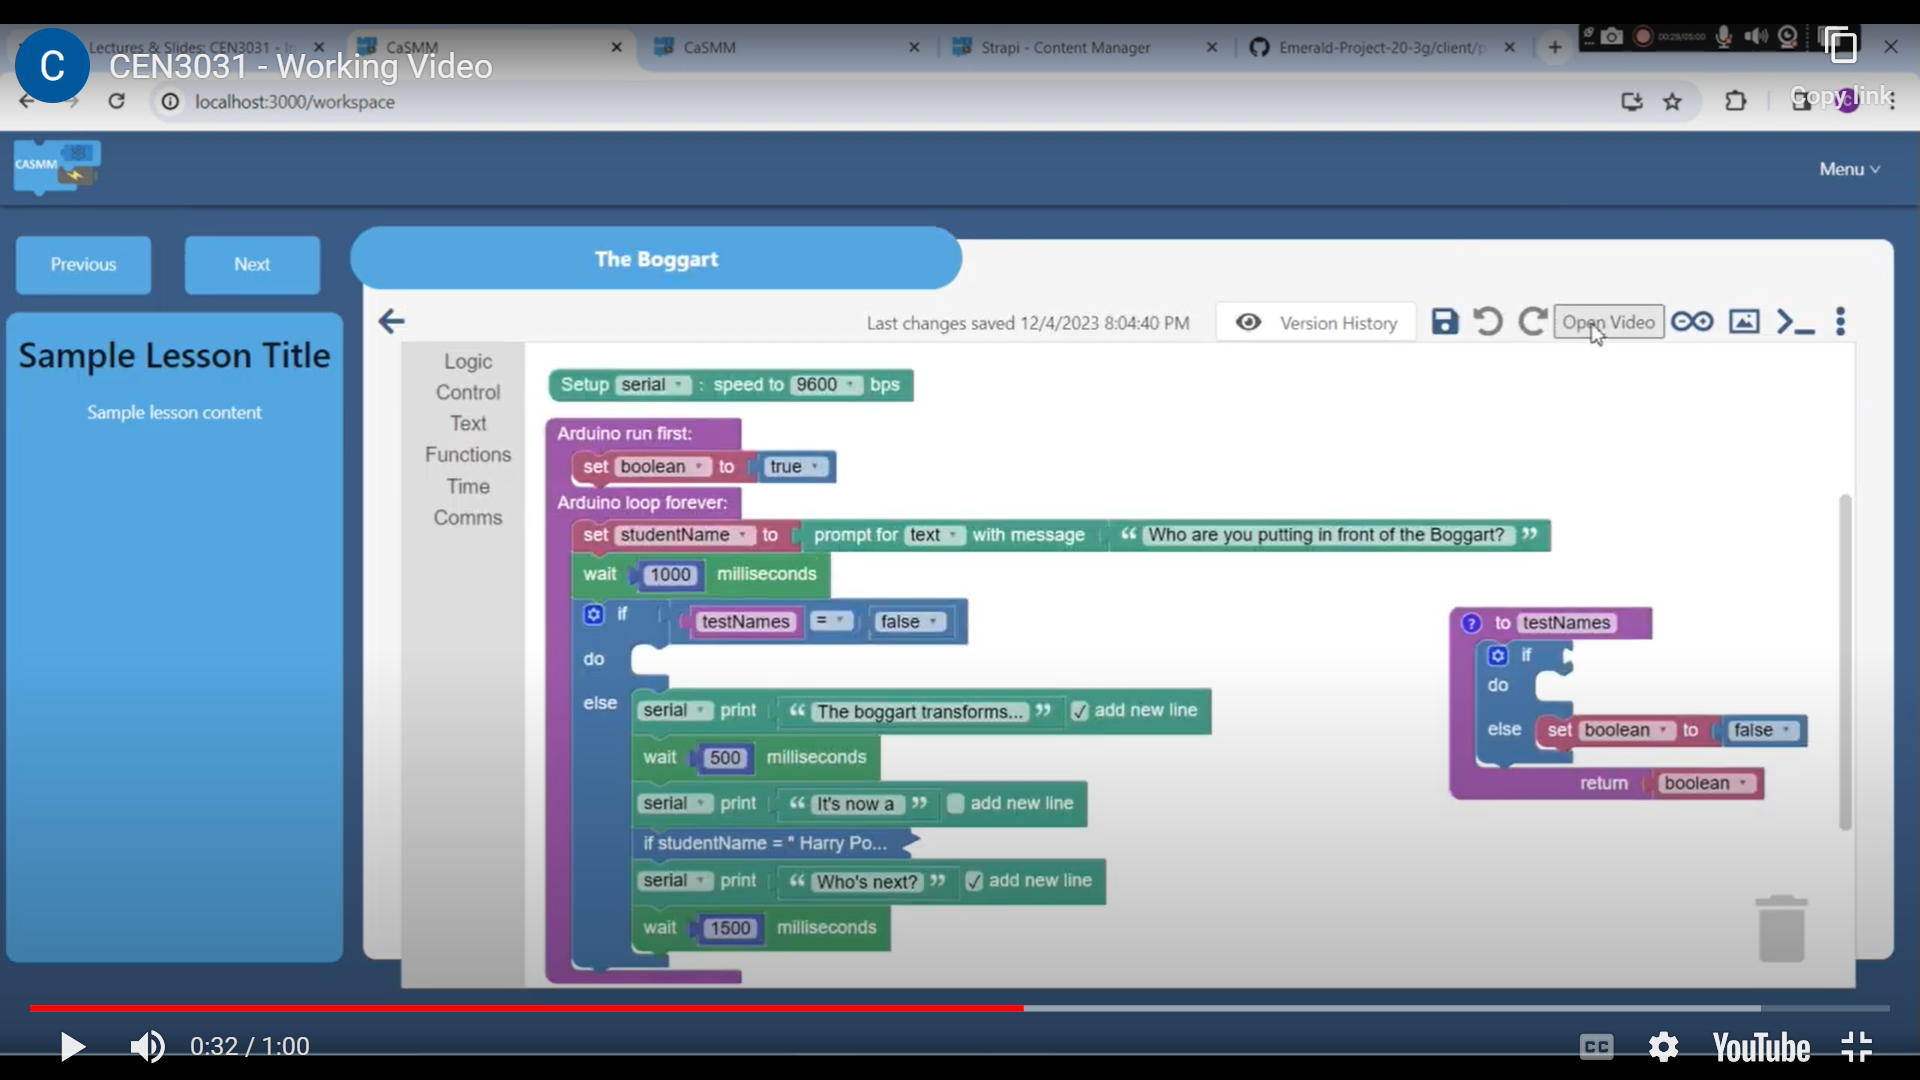 Lectures & Slides: CEN3031 - In
CaSMM
CaSMM
Strapi - Content Manager
Emerald-Project-20-3g/client/p
00:29/05:00
C
CEN3031 - Working Video
localhost:3000/workspace
Copy link
CASMM
Menu
Previous
Next
The Boggart
Last changes saved 12/4/2023 8:04:40 PM
Version History
Open Video
Sample Lesson Title
Sample lesson content
Logic
Control
Text
Functions
Time
Comms
Setup serial : speed to 9600 bps
Arduino run first:
set boolean to true
Arduino loop forever:
set studentName to prompt for text with message “ Who are you putting in front of the Boggart? ”
wait 1000 milliseconds
if testNames = false
do
else
serial print “ The boggart transforms... ” ✓ add new line
wait 500 milliseconds
serial print “ It's now a ” add new line
if studentName = " Harry Po...
serial print “ Who's next? ” ✓ add new line
wait 1500 milliseconds
? to testNames
if
do
else set boolean to false
return boolean
0:32 / 1:00
CC
YouTube